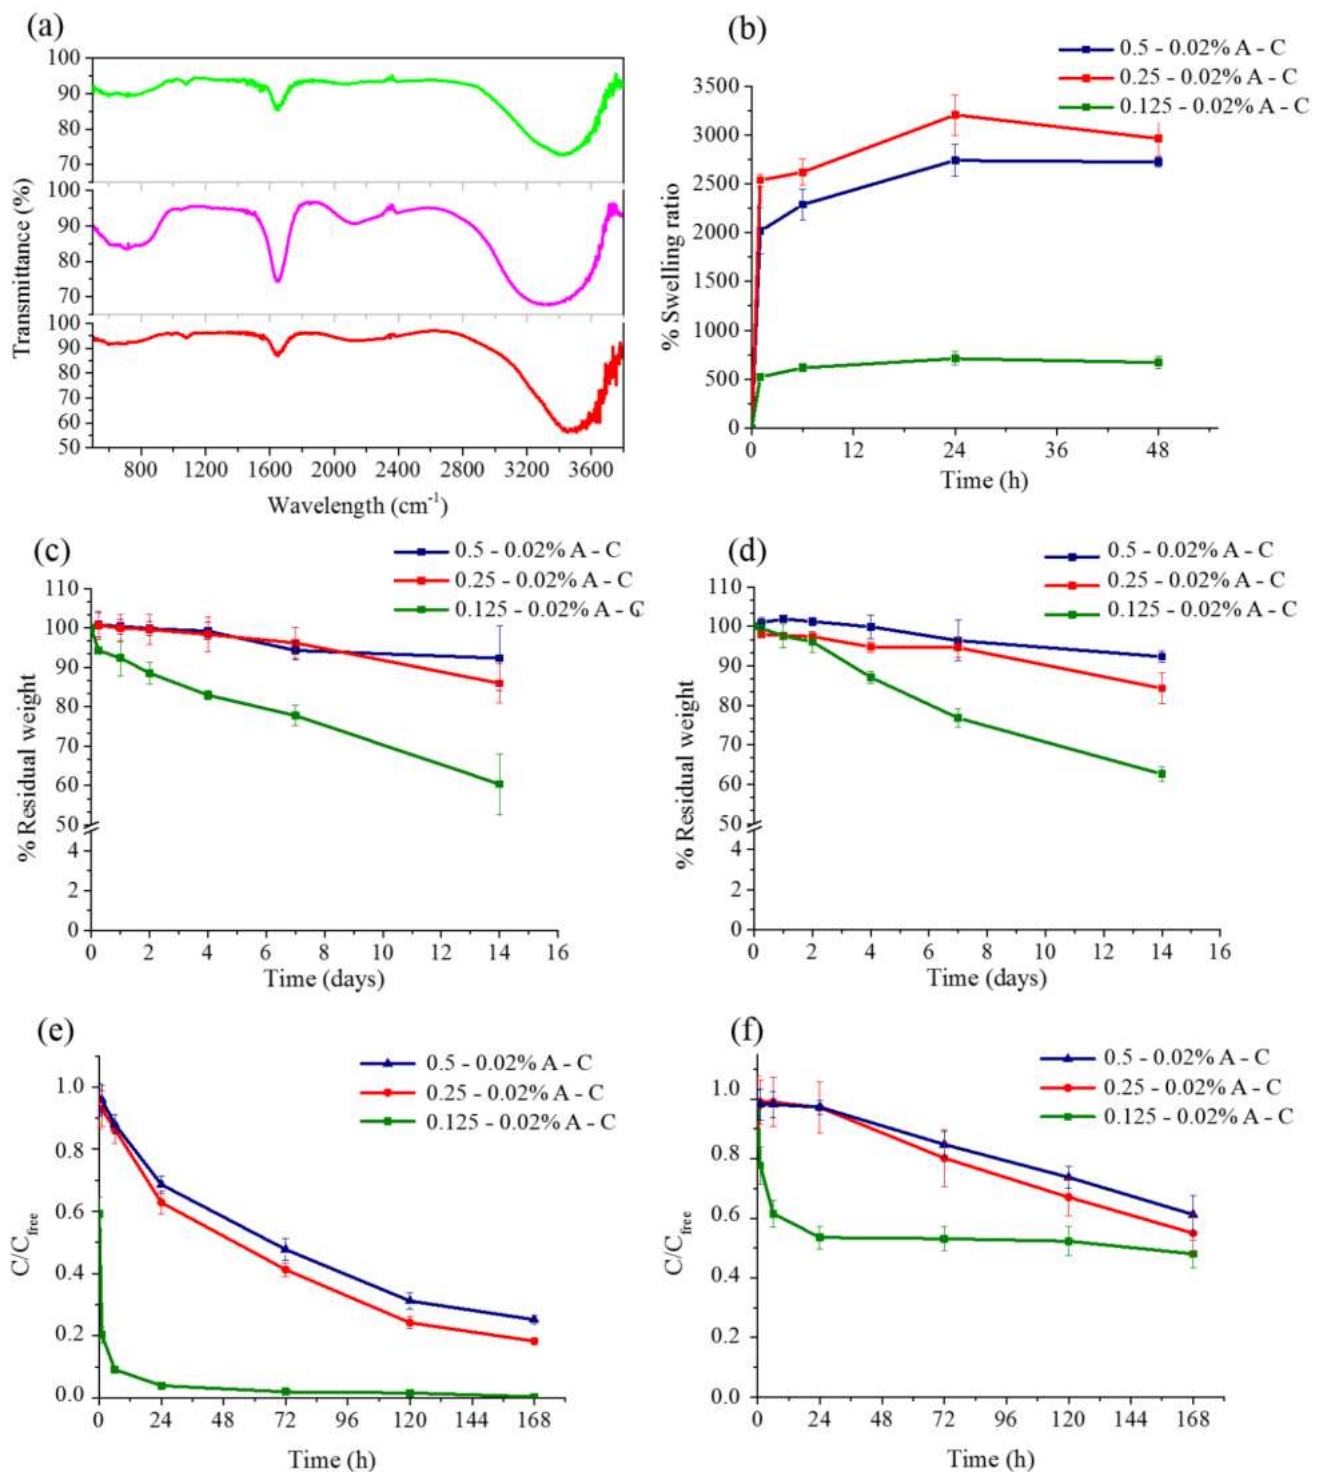 (a)
100
90
80
70
100
90
80
70
100
90
80
70
60
50
800 1200 1600 2000 2400 2800 3200 3600
Transmittance (%)
Wavelength (cm-1)
(b)
0.5 - 0.02% A - C
0.25 - 0.02% A - C
0.125 - 0.02% A - C
3500
3000
2500
2000
1500
1000
500
0
0 12 24 36 48
% Swelling ratio
Time (h)
(c)
0.5 - 0.02% A - C
0.25 - 0.02% A - C
0.125 - 0.02% A - C
110
100
90
80
70
60
50
4
2
0
0 2 4 6 8 10 12 14 16
% Residual weight
Time (days)
(d)
0.5 - 0.02% A - C
0.25 - 0.02% A - C
0.125 - 0.02% A - C
110
100
90
80
70
60
50
4
2
0
0 2 4 6 8 10 12 14 16
% Residual weight
Time (days)
(e)
0.5 - 0.02% A - C
0.25 - 0.02% A - C
0.125 - 0.02% A - C
1.0
0.8
0.6
0.4
0.2
0.0
0 24 48 72 96 120 144 168
C/Cfree
Time (h)
(f)
0.5 - 0.02% A - C
0.25 - 0.02% A - C
0.125 - 0.02% A - C
1.0
0.8
0.6
0.4
0.2
0.0
0 24 48 72 96 120 144 168
C/Cfree
Time (h)